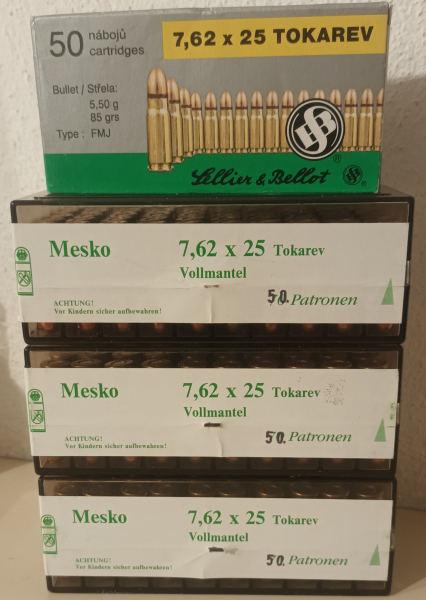 50 nábojů
cartridges
7,62 x 25 TOKAREV
Bullet / Střela:
5,50 g
85 grs
Type : FMJ
Sellier & Bellot
Mesko 7,62 x 25 Tokarev
Vollmantel
ACHTUNG!
Vor Kindern sicher aufbewahren!
50. Patronen
Mesko 7,62 x 25 Tokarev
Vollmantel
ACHTUNG!
Vor Kindern sicher aufbewahren!
50. Patronen
Mesko 7,62 x 25 Tokarev
Vollmantel
ACHTUNG!
Vor Kindern sicher aufbewahren!
50. Patronen